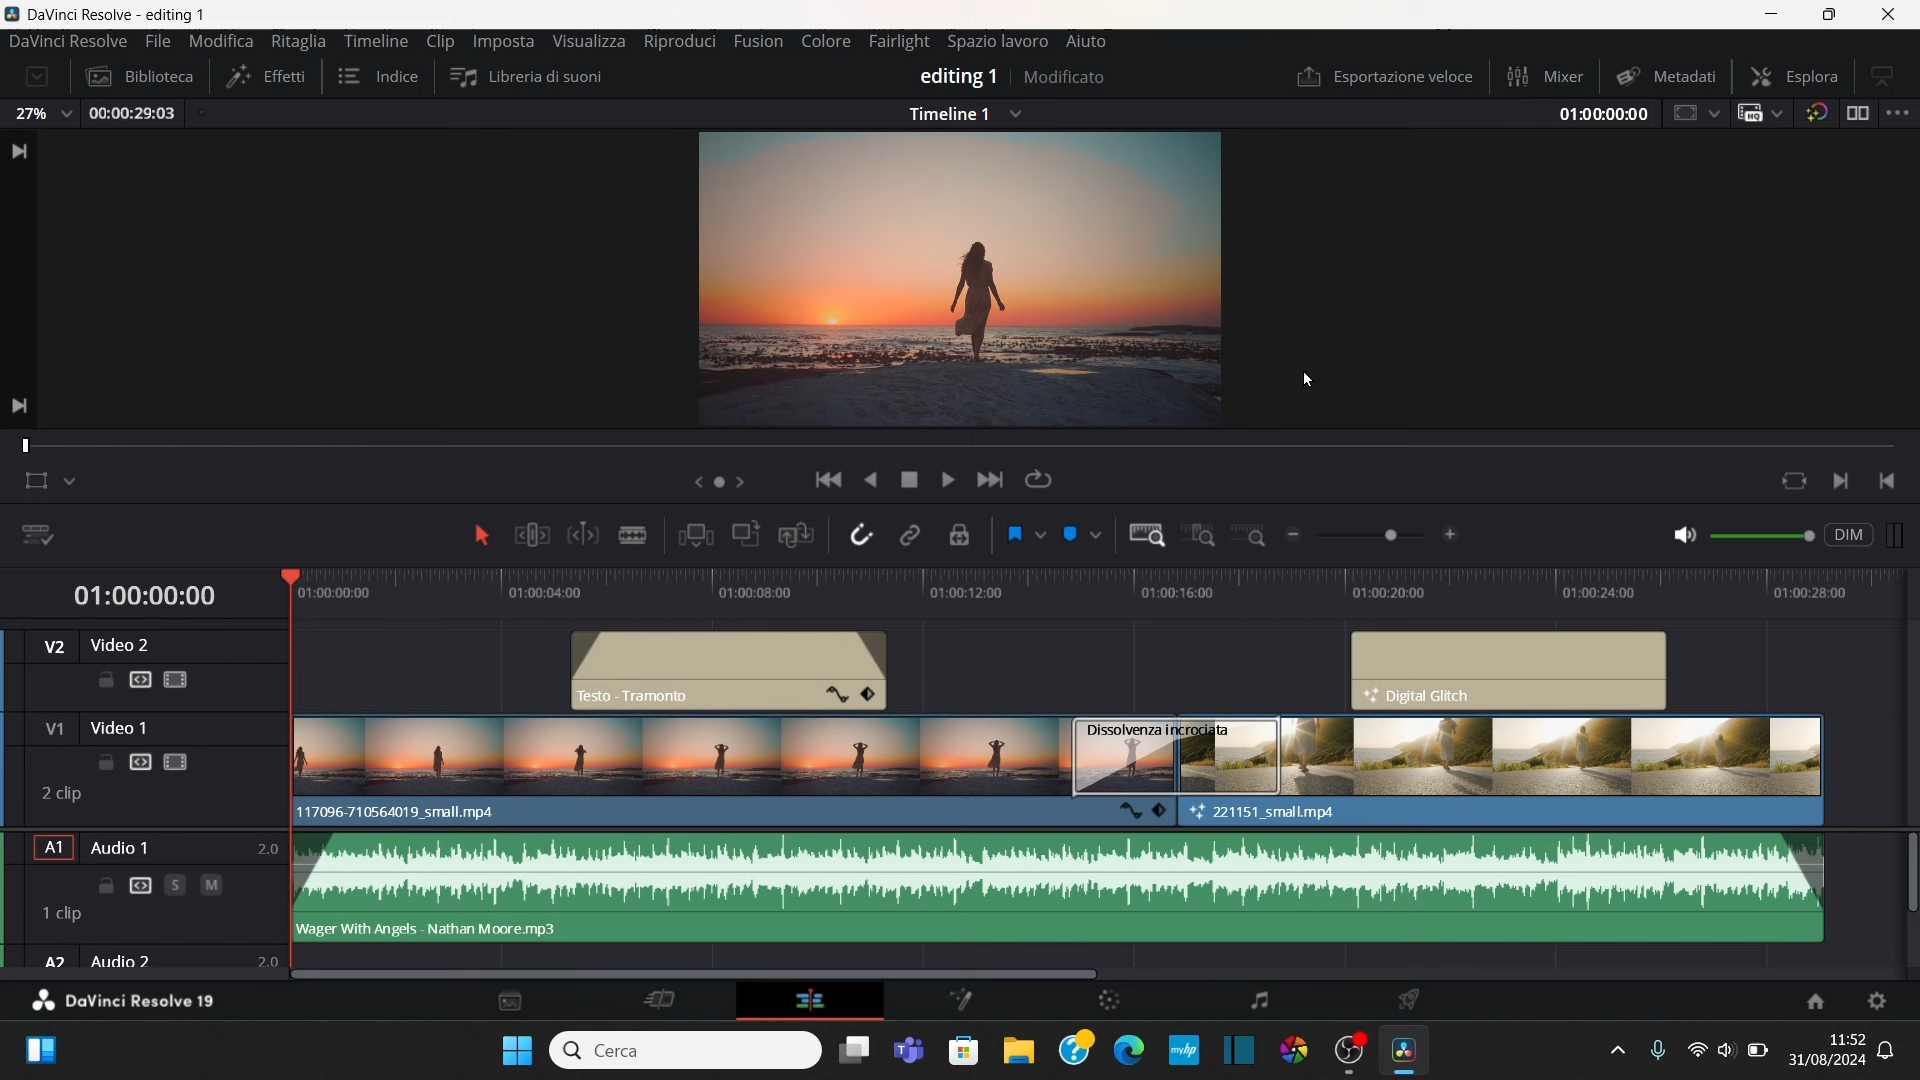 DaVinci Resolve - editing 1
DaVinci Resolve File Modifica Ritaglia Timeline Clip Imposta Visualizza Riproduci Fusion Colore Fairlight Spazio lavoro Aiuto
Biblioteca Effetti Indice Libreria di suoni editing 1 Modificato Esportazione veloce Mixer Metadati Esplora
27% 00:00:29:03 Timeline 1 01:00:00:00 HQ
DIM
01:00:00:00 01:00:00:00 01:00:04:00 01:00:08:00 01:00:12:00 01:00:16:00 01:00:20:00 01:00:24:00 01:00:28:00
V2 Video 2
Testo - Tramonto Digital Glitch
V1 Video 1 Dissolvenza incrociata
2 clip
117096-710564019_small.mp4 221151_small.mp4
A1 Audio 1 2.0
S M
1 clip
Wager With Angels - Nathan Moore.mp3
A2 Audio 2 2.0
DaVinci Resolve 19
Cerca myhp 11:52
31/08/2024